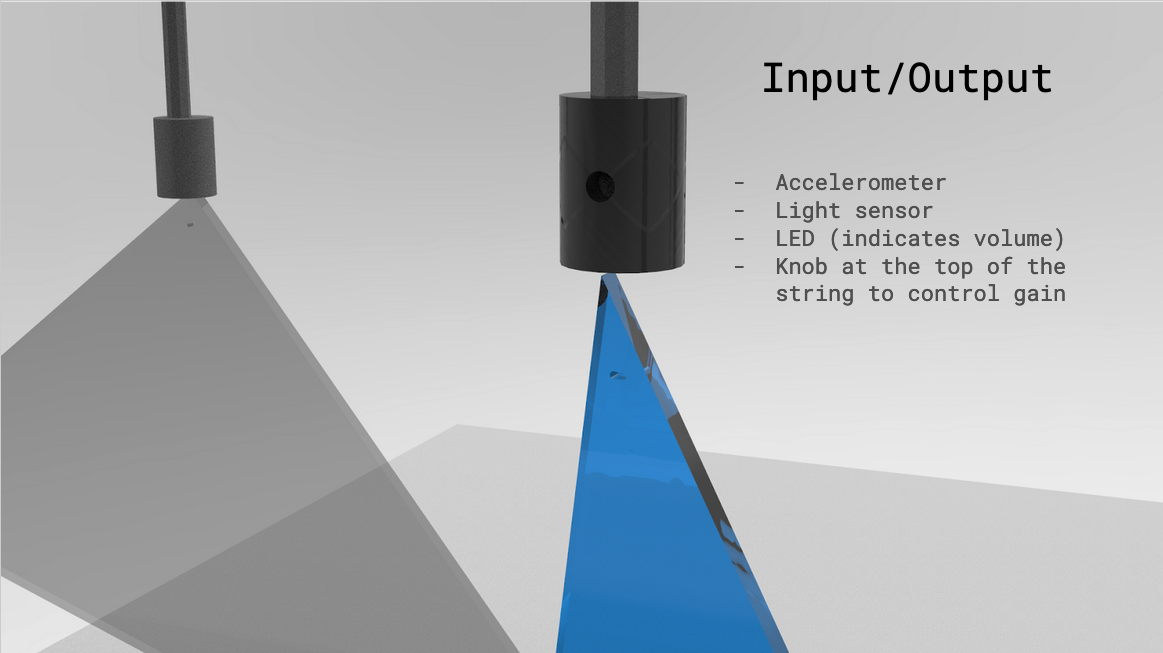 Input/Output
- Accelerometer
- Light sensor
- LED (indicates volume)
- Knob at the top of the
string to control gain